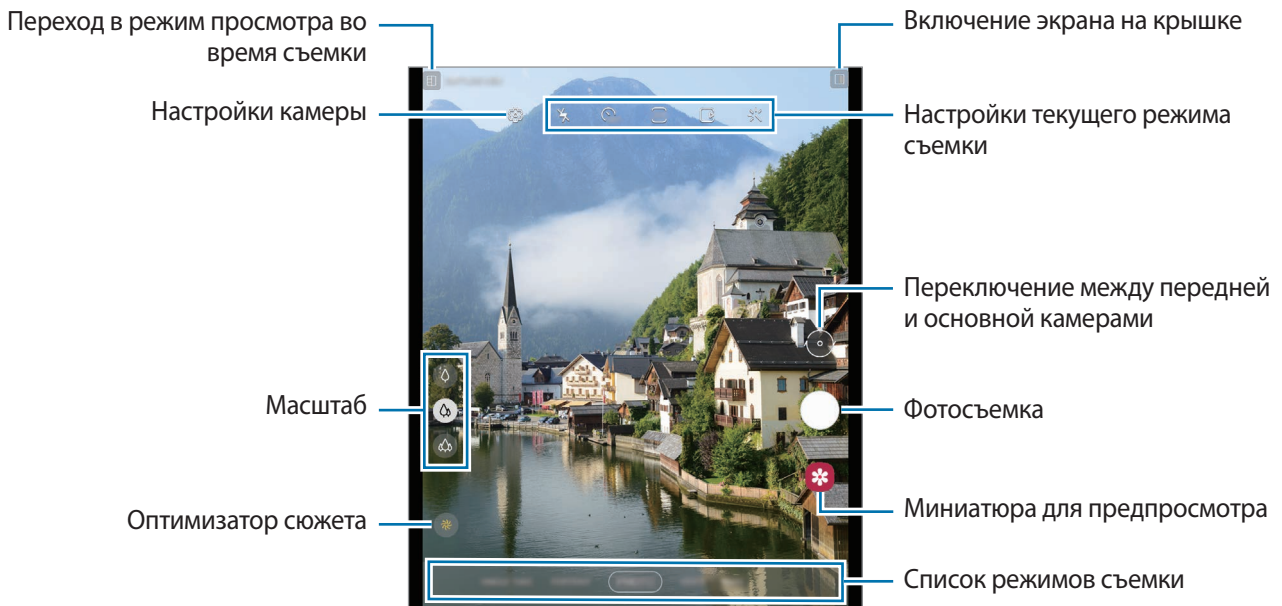 Переход в режим просмотра во
время съемки
Включение экрана на крышке
Настройки камеры
Настройки текущего режима
съемки
Переключение между передней
и основной камерами
Масштаб
Фотосъемка
Миниатюра для предпросмотра
Оптимизатор сюжета
Список режимов съемки